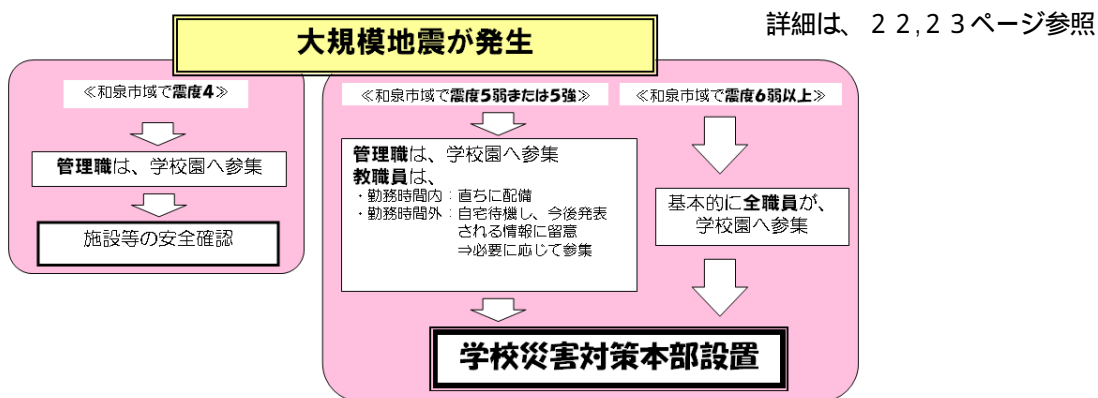 詳細は、２２,２３ページ参照
大規模地震が発生
≪和泉市域で震度4≫
管理職は、学校園へ参集
施設等の安全確認
≪和泉市域で震度5弱または5強≫
管理職は、学校園へ参集
教職員は、
・勤務時間内：直ちに配備
・勤務時間外：自宅待機し、今後発表
される情報に留意
⇒必要に応じて参集
≪和泉市域で震度6弱以上≫
基本的に全職員が、
学校園へ参集
学校災害対策本部設置